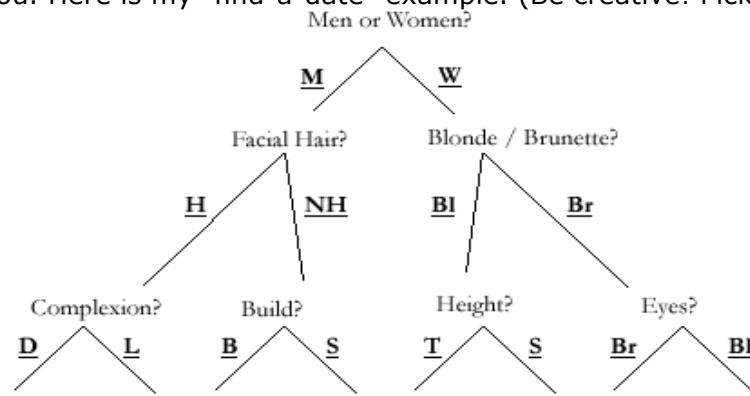 ou. Here is my "find-a-date" example. (Be creative! Pick
Men or Women?
M W
Facial Hair? Blonde / Brunette?
H NH Bl Br
Complexion? Build? Height? Eyes?
D L B S T S Br Bl